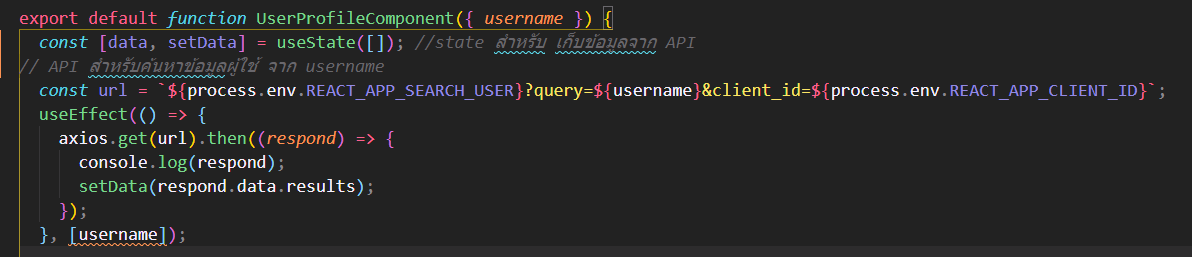 export default function UserProfileComponent({ username }) {
const [data, setData] = useState([]); //state สำหรับ เก็บข้อมูลจาก API
// API สำหรับค้นหาข้อมูลผู้ใช้ จาก username
const url = `${process.env.REACT_APP_SEARCH_USER}?query=${username}&client_id=${process.env.REACT_APP_CLIENT_ID}`;
useEffect(() => {
axios.get(url).then((respond) => {
console.log(respond);
setData(respond.data.results);
});
}, [username]);